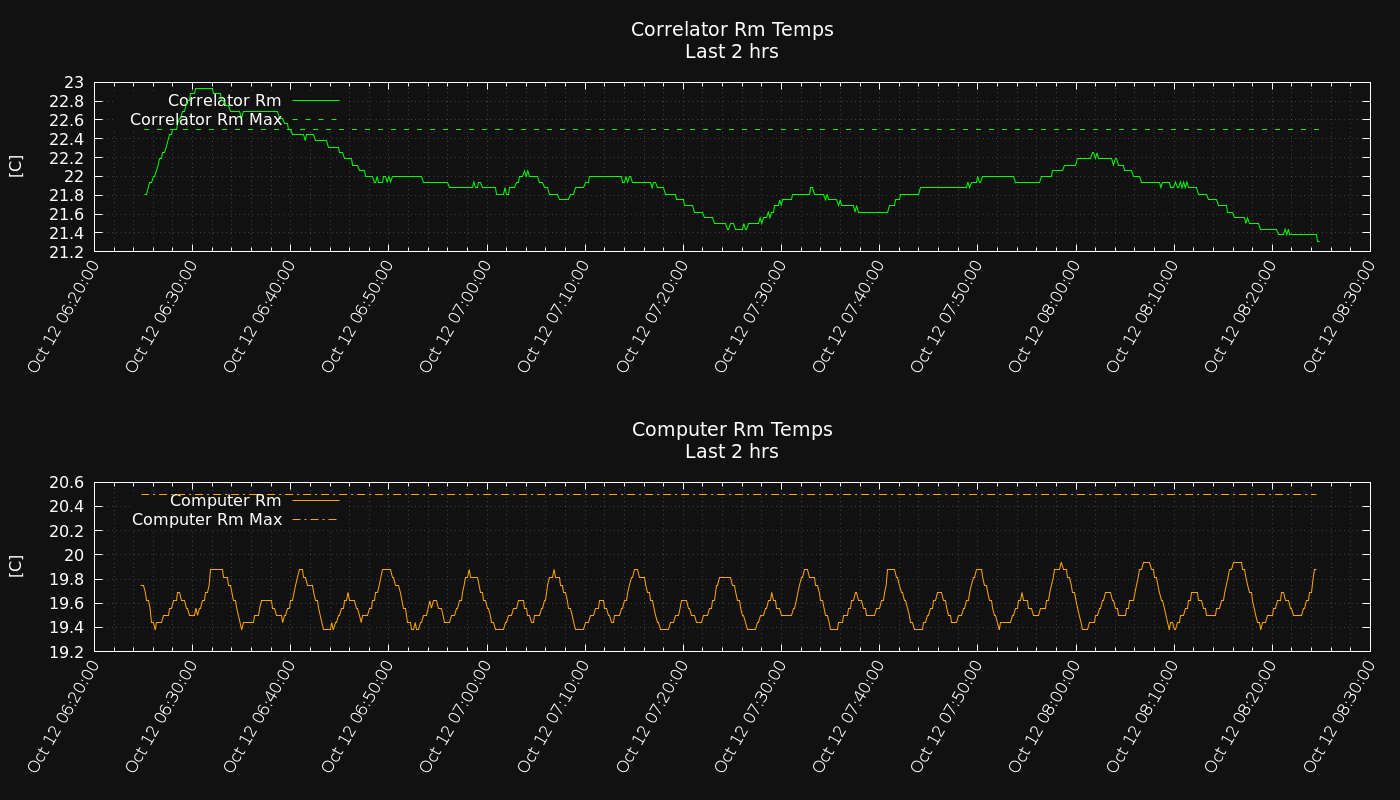 Correlator Rm Temps
Last 2 hrs
[C]
23
22.8
22.6
22.4
22.2
22
21.8
21.6
21.4
21.2
Correlator Rm
Correlator Rm Max
Oct 12 06:20:00
Oct 12 06:30:00
Oct 12 06:40:00
Oct 12 06:50:00
Oct 12 07:00:00
Oct 12 07:10:00
Oct 12 07:20:00
Oct 12 07:30:00
Oct 12 07:40:00
Oct 12 07:50:00
Oct 12 08:00:00
Oct 12 08:10:00
Oct 12 08:20:00
Oct 12 08:30:00
Computer Rm Temps
Last 2 hrs
[C]
20.6
20.4
20.2
20
19.8
19.6
19.4
19.2
Computer Rm
Computer Rm Max
Oct 12 06:20:00
Oct 12 06:30:00
Oct 12 06:40:00
Oct 12 06:50:00
Oct 12 07:00:00
Oct 12 07:10:00
Oct 12 07:20:00
Oct 12 07:30:00
Oct 12 07:40:00
Oct 12 07:50:00
Oct 12 08:00:00
Oct 12 08:10:00
Oct 12 08:20:00
Oct 12 08:30:00